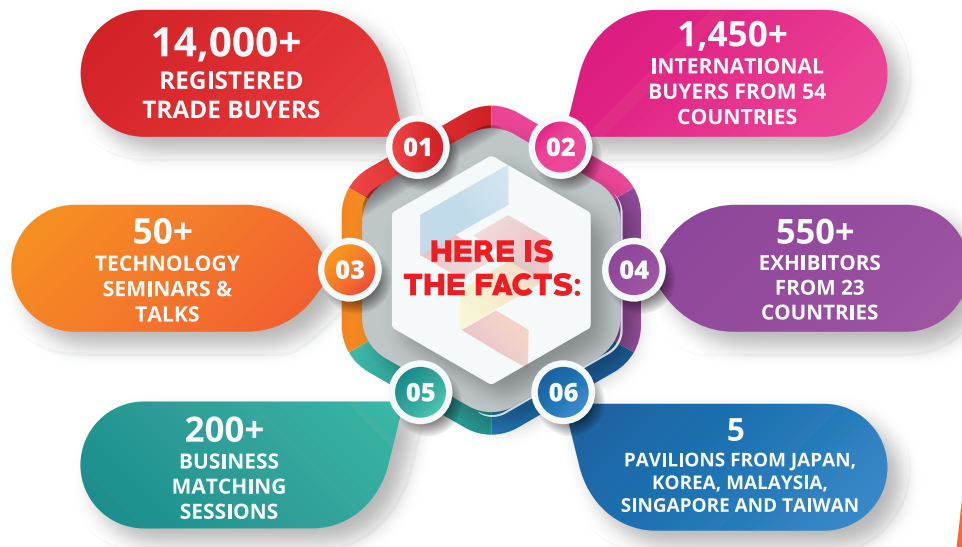 14,000+
REGISTERED
TRADE BUYERS
01
1,450+
INTERNATIONAL
BUYERS FROM 54
COUNTRIES
02
50+
TECHNOLOGY
SEMINARS &
TALKS
03
HERE IS
THE FACTS:
550+
EXHIBITORS
FROM 23
COUNTRIES
04
200+
BUSINESS
MATCHING
SESSIONS
05
5
PAVILIONS FROM JAPAN,
KOREA, MALAYSIA,
SINGAPORE AND TAIWAN
06